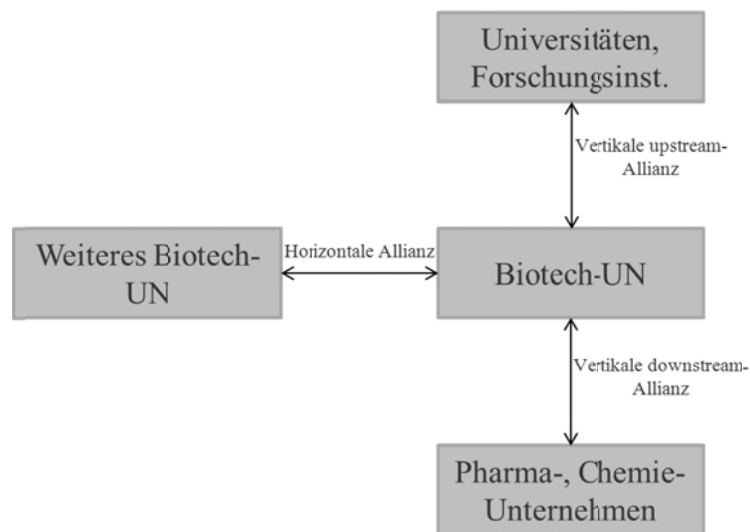 Universitäten,
Forschungsinst.
Vertikale upstream-
Allianz
Weiteres Biotech-
UN
Horizontale Allianz
Biotech-UN
Vertikale downstream-
Allianz
Pharma-, Chemie-
Unternehmen